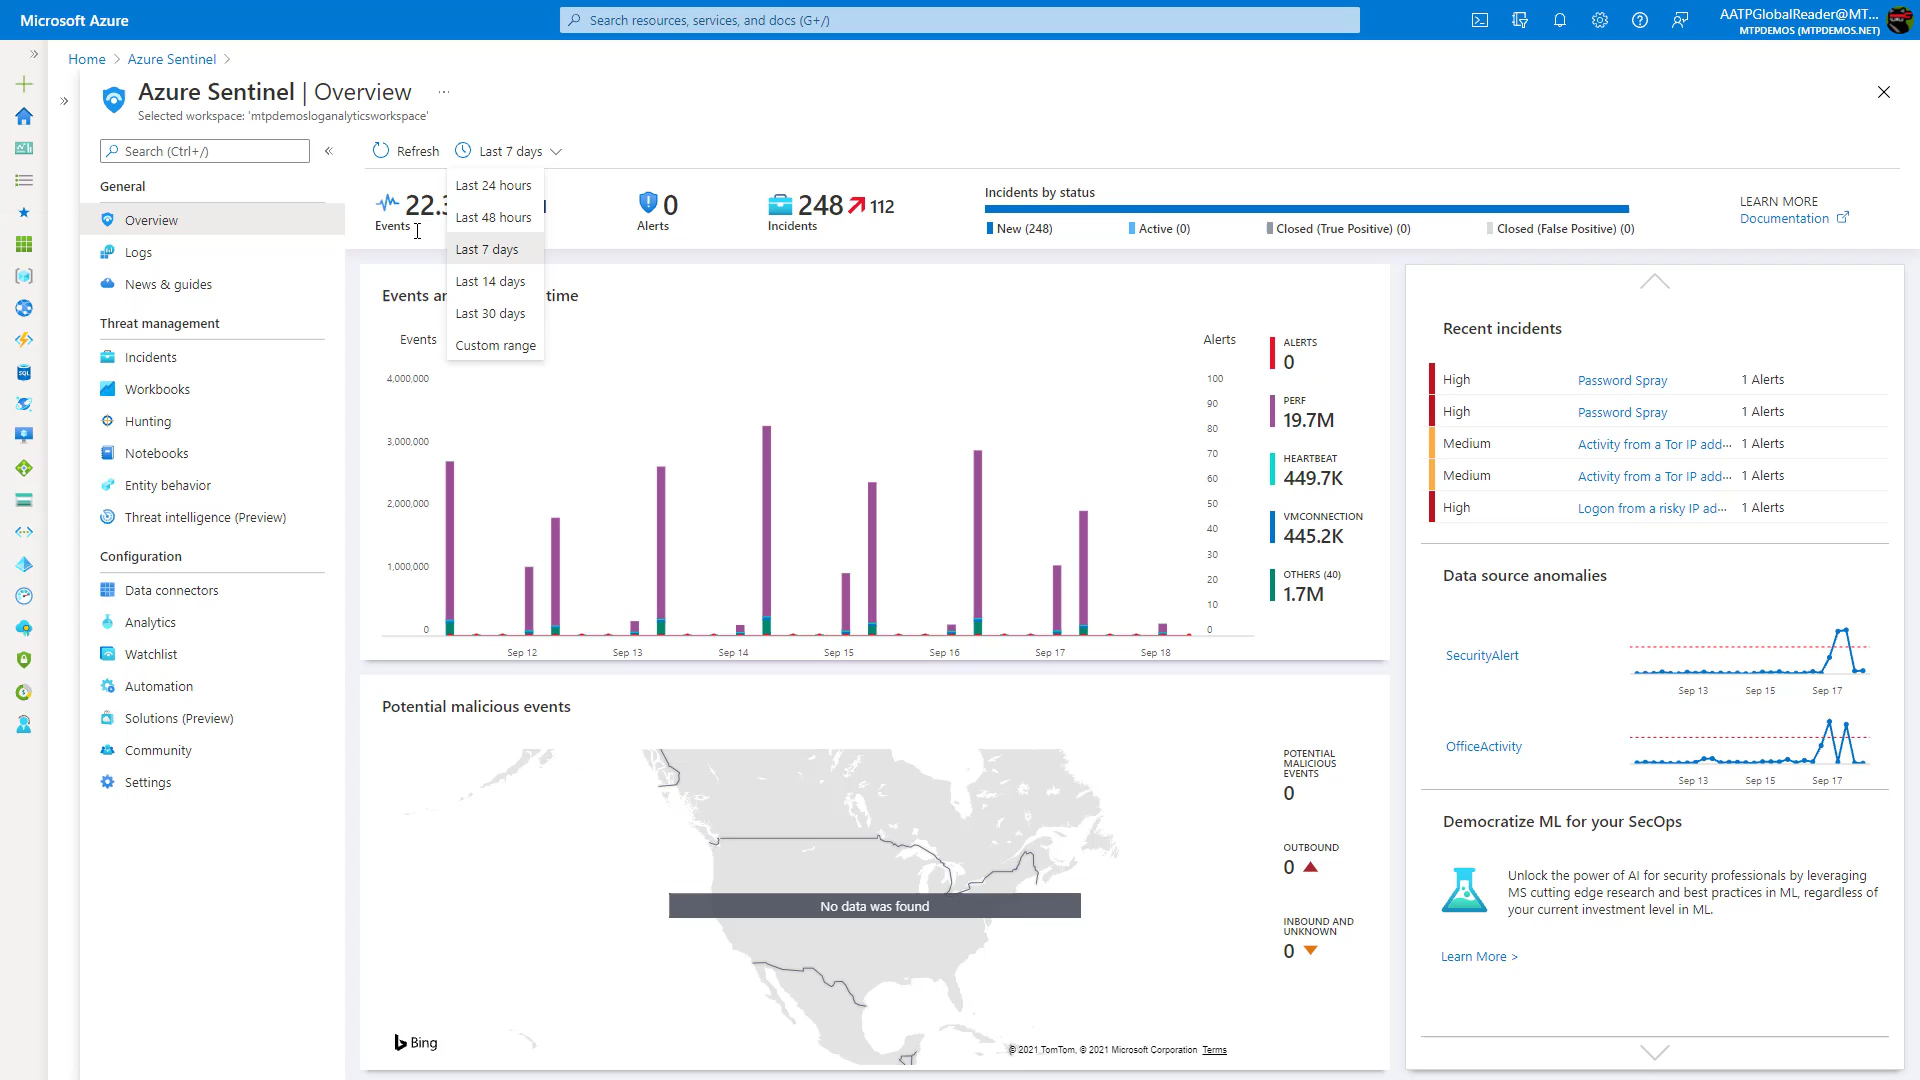 Microsoft Azure
Search resources, services, and docs (G+/)
AATPGlobalReader@MT...
MTPDEMOS (MTPDEMOS.NET)
Home > Azure Sentinel >
Azure Sentinel | Overview ...
Selected workspace: 'mtpdemosloganalyticsworkspace'
Search (Ctrl+/)
General
Overview
Logs
News & guides
Threat management
Incidents
Workbooks
Hunting
Notebooks
Entity behavior
Threat intelligence (Preview)
Configuration
Data connectors
Analytics
Watchlist
Automation
Solutions (Preview)
Community
Settings
Refresh
Last 7 days
Last 24 hours
Last 48 hours
Last 7 days
Last 14 days
Last 30 days
Custom range
22.
Events
0
Alerts
248 112
Incidents
Incidents by status
New (248)
Active (0)
Closed (True Positive) (0)
Closed (False Positive) (0)
LEARN MORE
Documentation
Events a
time
Events
4,000,000
3,000,000
2,000,000
1,000,000
0
Alerts
100
90
80
70
60
50
40
30
20
10
0
Sep 12
Sep 13
Sep 14
Sep 15
Sep 16
Sep 17
Sep 18
ALERTS
0
PERF
19.7M
HEARTBEAT
449.7K
VMCONNECTION
445.2K
OTHERS (40)
1.7M
Potential malicious events
No data was found
Bing
© 2021 TomTom, © 2021 Microsoft Corporation Terms
POTENTIAL
MALICIOUS
EVENTS
0
OUTBOUND
0
INBOUND AND
UNKNOWN
0
Recent incidents
High Password Spray 1 Alerts
High Password Spray 1 Alerts
Medium Activity from a Tor IP add... 1 Alerts
Medium Activity from a Tor IP add... 1 Alerts
High Logon from a risky IP ad... 1 Alerts
Data source anomalies
SecurityAlert
Sep 13 Sep 15 Sep 17
OfficeActivity
Sep 13 Sep 15 Sep 17
Democratize ML for your SecOps
Unlock the power of AI for security professionals by leveraging
MS cutting edge research and best practices in ML, regardless of
your current investment level in ML.
Learn More >